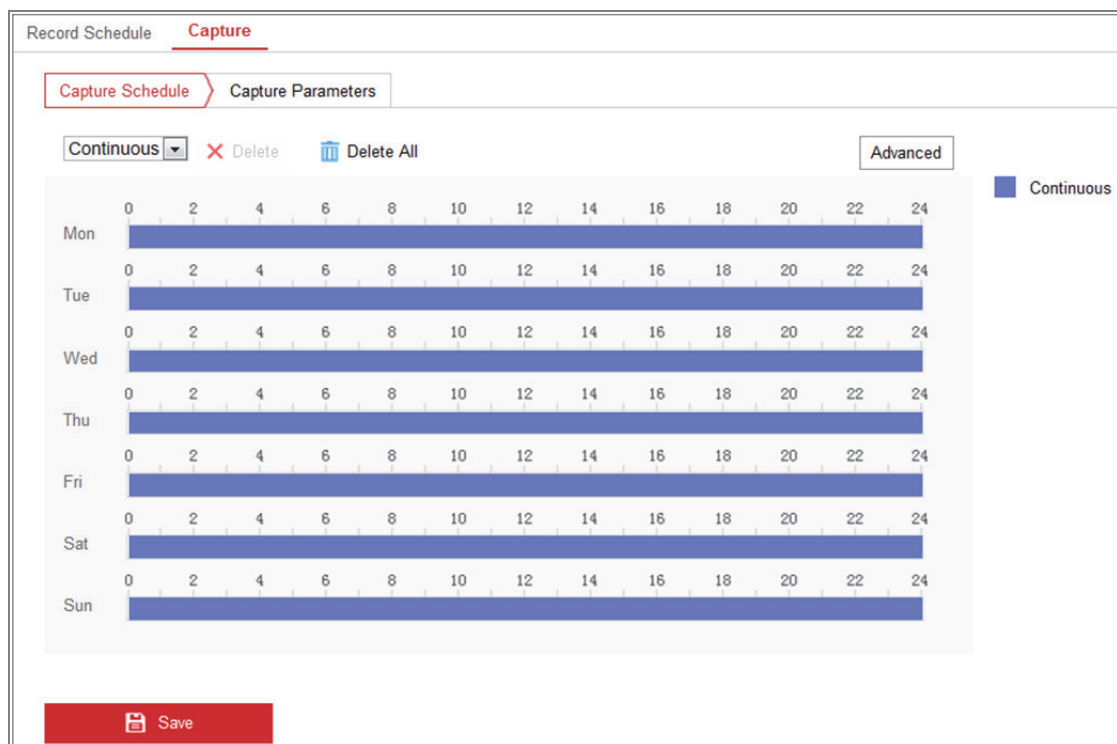 Record Schedule Capture
Capture Schedule Capture Parameters
Continuous Delete Delete All Advanced
Continuous
0 2 4 6 8 10 12 14 16 18 20 22 24
Mon
0 2 4 6 8 10 12 14 16 18 20 22 24
Tue
0 2 4 6 8 10 12 14 16 18 20 22 24
Wed
0 2 4 6 8 10 12 14 16 18 20 22 24
Thu
0 2 4 6 8 10 12 14 16 18 20 22 24
Fri
0 2 4 6 8 10 12 14 16 18 20 22 24
Sat
0 2 4 6 8 10 12 14 16 18 20 22 24
Sun
Save